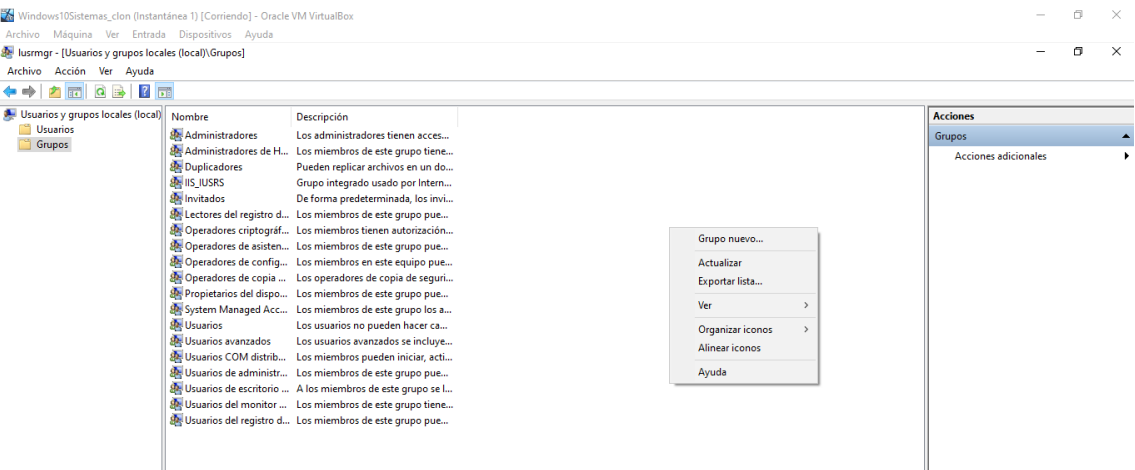 Windows10Sistemas_clon (Instantánea 1) [Corriendo] - Oracle VM VirtualBox
Archivo Máquina Ver Entrada Dispositivos Ayuda
lusrmgr - [Usuarios y grupos locales (local)\Grupos]
Archivo Acción Ver Ayuda
Usuarios y grupos locales (local)
Usuarios
Grupos
Nombre Descripción
Administradores Los administradores tienen acces...
Administradores de H... Los miembros de este grupo tiene...
Duplicadores Pueden replicar archivos en un do...
IIS_IUSRS Grupo integrado usado por Intern...
Invitados De forma predeterminada, los invi...
Lectores del registro d... Los miembros de este grupo pue...
Operadores criptográf... Los miembros tienen autorización...
Operadores de asisten... Los miembros de este grupo pue...
Operadores de config... Los miembros en este equipo pue...
Operadores de copia ... Los operadores de copia de seguri...
Propietarios del dispo... Los miembros de este grupo pue...
System Managed Acc... Los miembros de este grupo los a...
Usuarios Los usuarios no pueden hacer ca...
Usuarios avanzados Los usuarios avanzados se incluye...
Usuarios COM distrib... Los miembros pueden iniciar, acti...
Usuarios de administr... Los miembros de este grupo pue...
Usuarios de escritorio ... A los miembros de este grupo se l...
Usuarios del monitor ... Los miembros de este grupo tiene...
Usuarios del registro d... Los miembros de este grupo pue...
Grupo nuevo...
Actualizar
Exportar lista...
Ver
Organizar iconos
Alinear iconos
Ayuda
Acciones
Grupos
Acciones adicionales